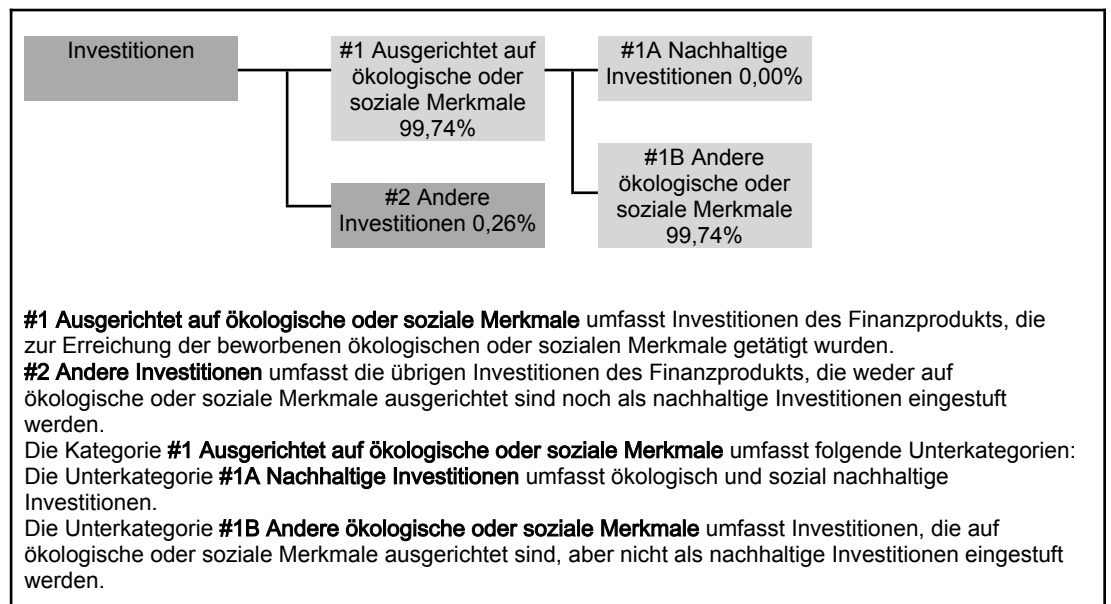 Investitionen
#1 Ausgerichtet auf
ökologische oder
soziale Merkmale
99,74%
#1A Nachhaltige
Investitionen 0,00%
#2 Andere
Investitionen 0,26%
#1B Andere
ökologische oder
soziale Merkmale
99,74%
#1 Ausgerichtet auf ökologische oder soziale Merkmale umfasst Investitionen des Finanzprodukts, die
zur Erreichung der beworbenen ökologischen oder sozialen Merkmale getätigt wurden.
#2 Andere Investitionen umfasst die übrigen Investitionen des Finanzprodukts, die weder auf
ökologische oder soziale Merkmale ausgerichtet sind noch als nachhaltige Investitionen eingestuft
werden.
Die Kategorie #1 Ausgerichtet auf ökologische oder soziale Merkmale umfasst folgende Unterkategorien:
Die Unterkategorie #1A Nachhaltige Investitionen umfasst ökologisch und sozial nachhaltige
Investitionen.
Die Unterkategorie #1B Andere ökologische oder soziale Merkmale umfasst Investitionen, die auf
ökologische oder soziale Merkmale ausgerichtet sind, aber nicht als nachhaltige Investitionen eingestuft
werden.